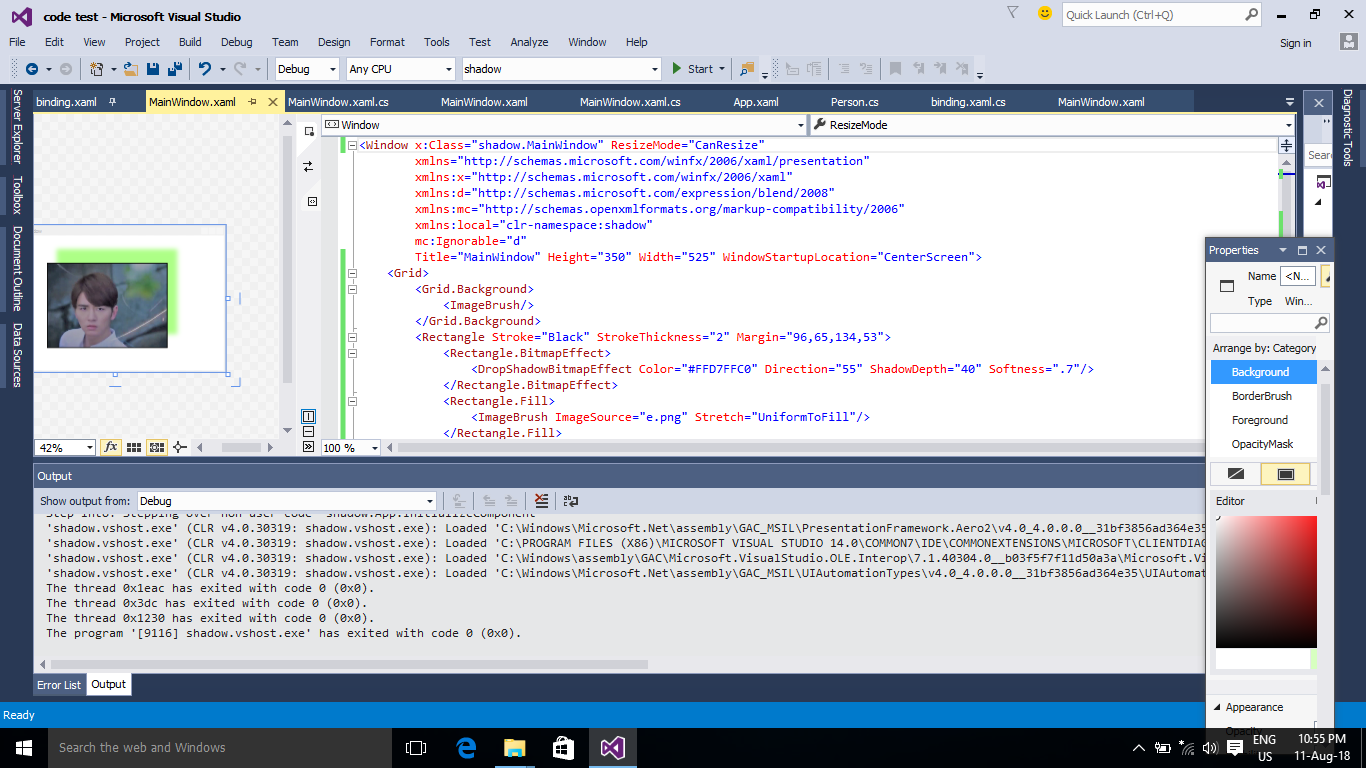 code test - Microsoft Visual Studio
Quick Launch (Ctrl+Q)
File Edit View Project Build Debug Team Design Format Tools Test Analyze Window Help
Sign in
Debug Any CPU shadow Start
binding.xaml MainWindow.xaml MainWindow.xaml.cs MainWindow.xaml MainWindow.xaml.cs App.xaml Person.cs binding.xaml.cs MainWindow.xaml
Server Explorer
Toolbox
Document Outline
Data Sources
Window ResizeMode
<Window x:Class="shadow.MainWindow" ResizeMode="CanResize"
xmlns="http://schemas.microsoft.com/winfx/2006/xaml/presentation"
xmlns:x="http://schemas.microsoft.com/winfx/2006/xaml"
xmlns:d="http://schemas.microsoft.com/expression/blend/2008"
xmlns:mc="http://schemas.openxmlformats.org/markup-compatibility/2006"
xmlns:local="clr-namespace:shadow"
mc:Ignorable="d"
Title="MainWindow" Height="350" Width="525" WindowStartupLocation="CenterScreen">
<Grid>
<Grid.Background>
<ImageBrush/>
</Grid.Background>
<Rectangle Stroke="Black" StrokeThickness="2" Margin="96,65,134,53">
<Rectangle.BitmapEffect>
<DropShadowBitmapEffect Color="#FFD7FFC0" Direction="55" ShadowDepth="40" Softness=".7"/>
</Rectangle.BitmapEffect>
<Rectangle.Fill>
<ImageBrush ImageSource="e.png" Stretch="UniformToFill"/>
</Rectangle.Fill>
42% fx
100 %
Diagnostic Tools
Sear
Properties
Name <N...
Type Win...
Arrange by: Category
Background
BorderBrush
Foreground
OpacityMask
Editor
Appearance
Output
Show output from: Debug
'shadow.vshost.exe' (CLR v4.0.30319: shadow.vshost.exe): Loaded 'C:\Windows\Microsoft.Net\assembly\GAC_MSIL\PresentationFramework.Aero2\v4.0_4.0.0.0__31bf3856ad364e35
'shadow.vshost.exe' (CLR v4.0.30319: shadow.vshost.exe): Loaded 'C:\PROGRAM FILES (X86)\MICROSOFT VISUAL STUDIO 14.0\COMMON7\IDE\COMMONEXTENSIONS\MICROSOFT\CLIENTDIAG
'shadow.vshost.exe' (CLR v4.0.30319: shadow.vshost.exe): Loaded 'C:\Windows\assembly\GAC\Microsoft.VisualStudio.OLE.Interop\7.1.40304.0__b03f5f7f11d50a3a\Microsoft.Vi
'shadow.vshost.exe' (CLR v4.0.30319: shadow.vshost.exe): Loaded 'C:\Windows\Microsoft.Net\assembly\GAC_MSIL\UIAutomationTypes\v4.0_4.0.0.0__31bf3856ad364e35\UIAutomat
The thread 0x1eac has exited with code 0 (0x0).
The thread 0x3dc has exited with code 0 (0x0).
The thread 0x1230 has exited with code 0 (0x0).
The program '[9116] shadow.vshost.exe' has exited with code 0 (0x0).
Error List Output
Ready
Search the web and Windows
ENG
US
10:55 PM
11-Aug-18